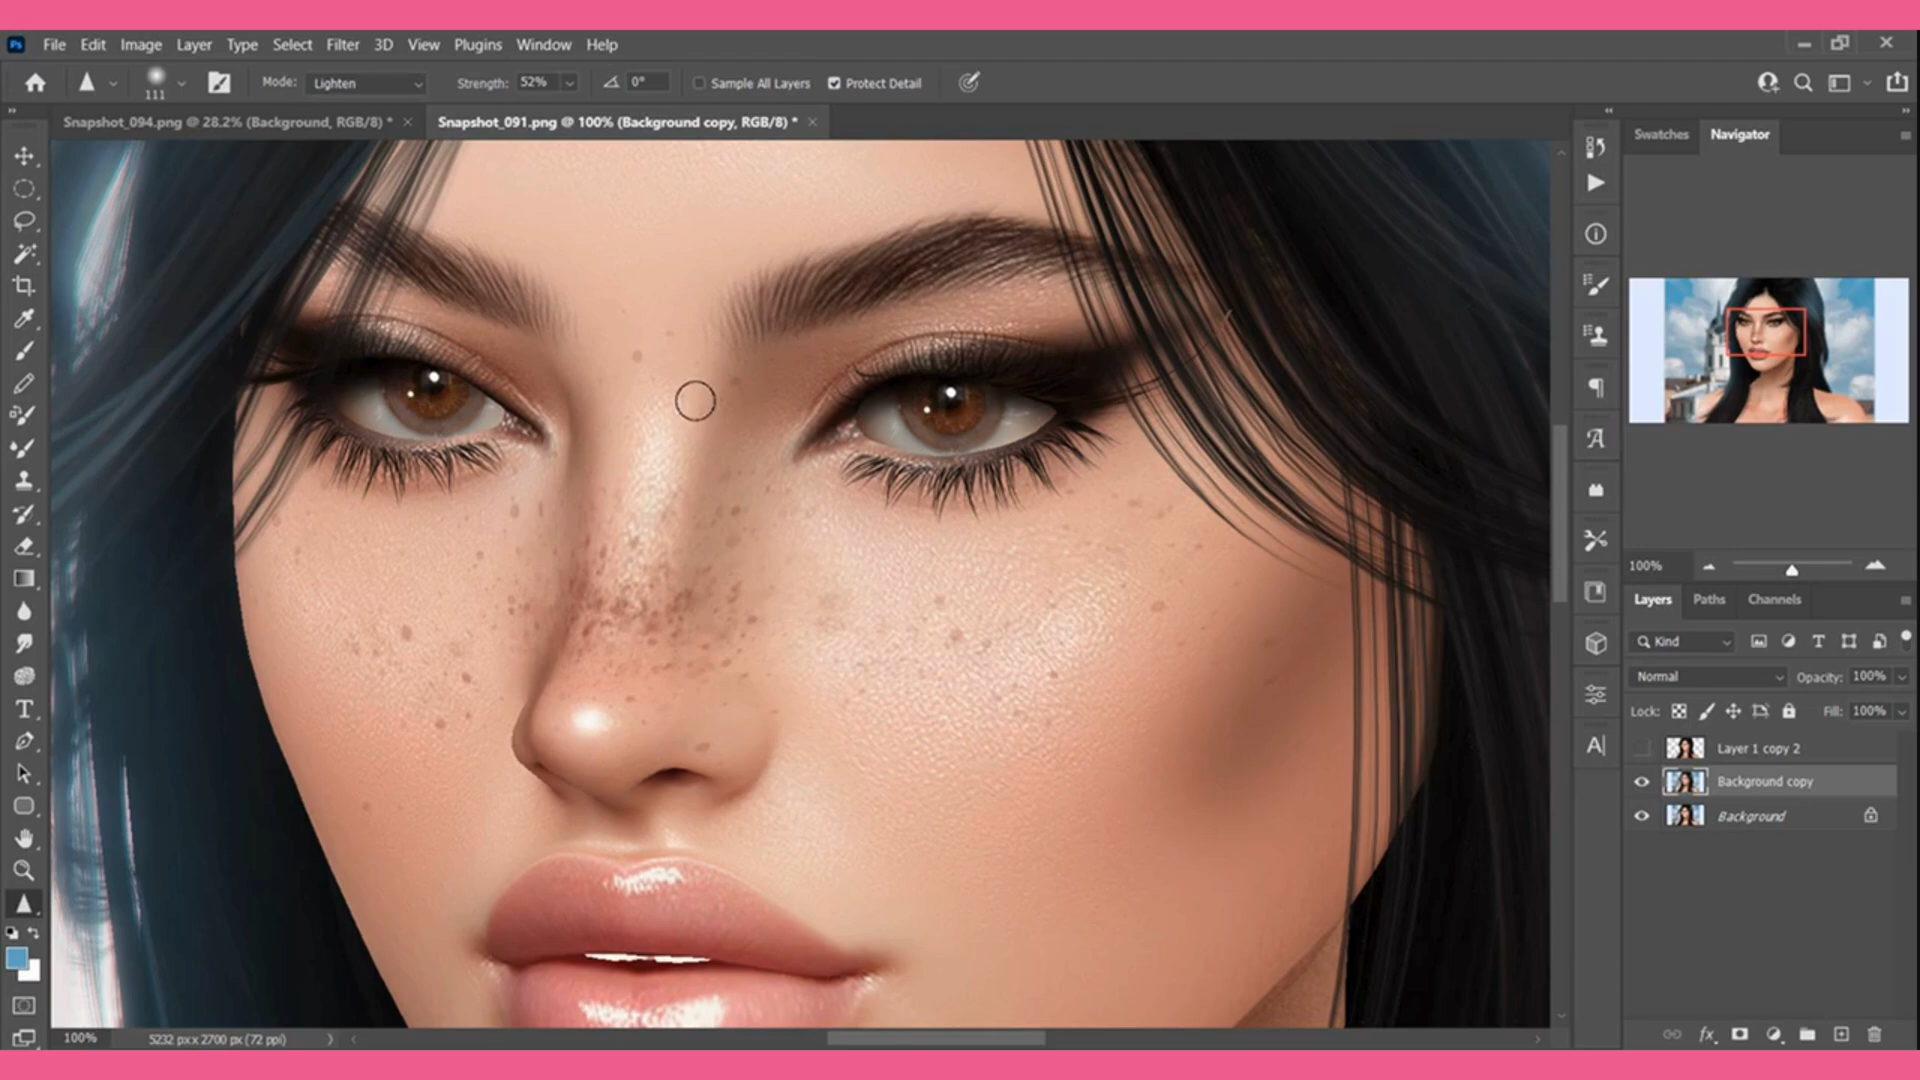 Ps File Edit Image Layer Type Select Filter 3D View Plugins Window Help
111 Mode: Lighten Strength: 52% 0° Sample All Layers Protect Detail
Snapshot_094.png @ 28.2% (Background, RGB/8) * × Snapshot_091.png @ 100% (Background copy, RGB/8) * ×
Swatches Navigator
100%
Layers Paths Channels
Kind
Normal Opacity: 100%
Lock: Fill: 100%
Layer 1 copy 2
Background copy
Background
fx
100% 5232 px x 2700 px (72 ppi)